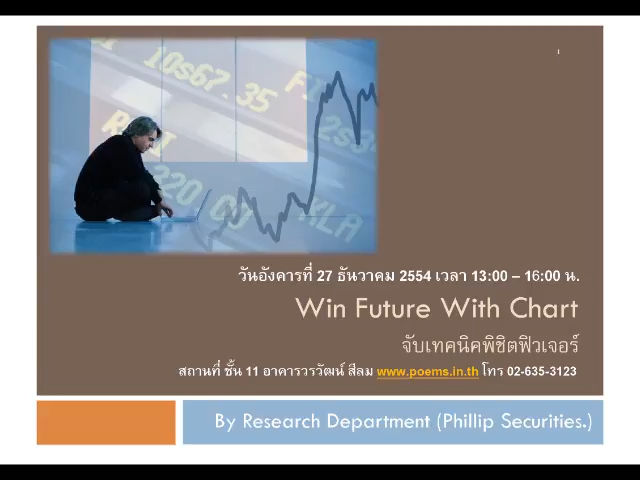 1
10s67.35
วันอังคารที่ 27 ธันวาคม 2554 เวลา 13:00 – 16:00 น.
Win Future With Chart
จับเทคนิคพิชิตฟิวเจอร์
สถานที่ ชั้น 11 อาคารวรวัฒน์ สีลม www.poems.in.th โทร 02-635-3123
By Research Department (Phillip Securities.)